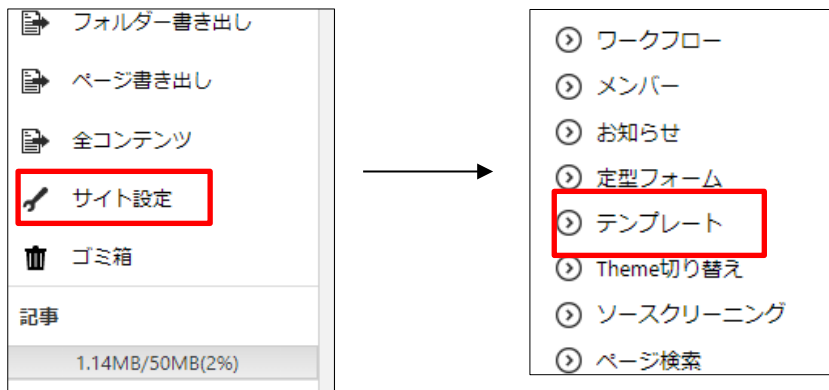 フォルダー書き出し
ページ書き出し
全コンテンツ
サイト設定
ゴミ箱
記事
1.14MB/50MB(2%)
ワークフロー
メンバー
お知らせ
定型フォーム
テンプレート
Theme切り替え
ソースクリーニング
ページ検索